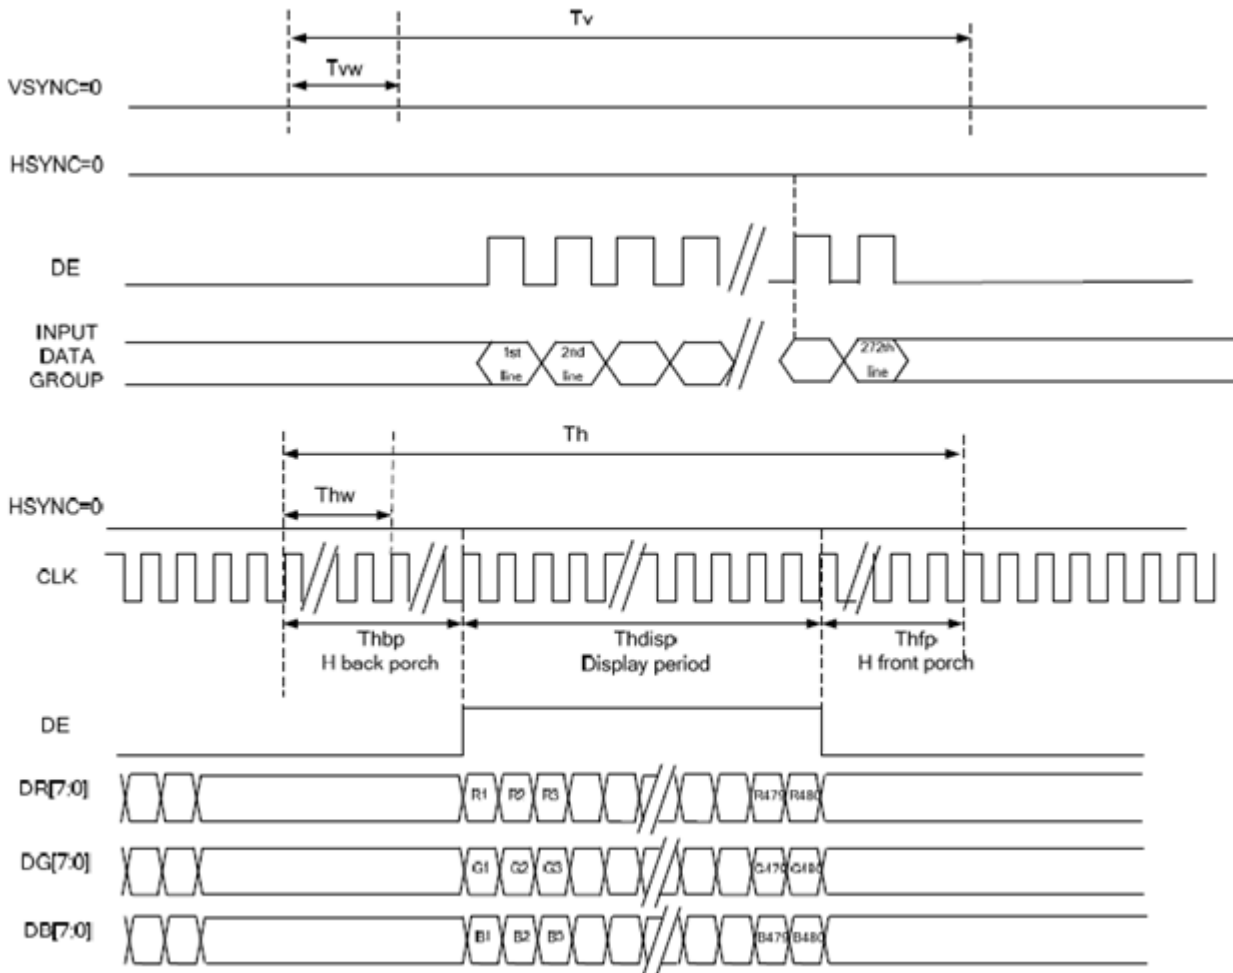 Tv
Tvw
VSYNC=0
HSYNC=0
DE
INPUT
DATA
GROUP
1st
line
2nd
line
272th
line
Th
Thw
HSYNC=0
CLK
Thbp
H back porch
Thdisp
Display period
Thfp
H front porch
DE
DR[7:0]
R1 R2 R3 R479 R480
DG[7:0]
G1 G2 G3 G479 G480
DB[7:0]
B1 B2 B3 B479 B480